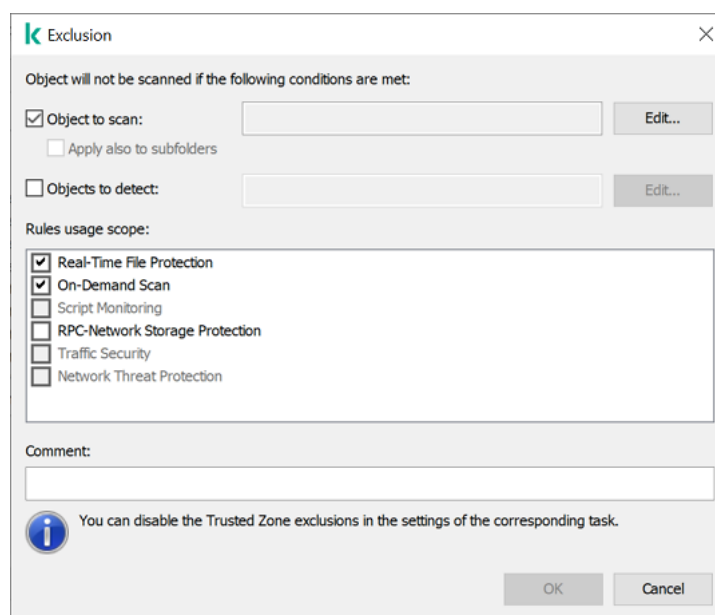 Exclusion
Object will not be scanned if the following conditions are met:
Object to scan:
Edit...
Apply also to subfolders
Objects to detect:
Edit...
Rules usage scope:
Real-Time File Protection
On-Demand Scan
Script Monitoring
RPC-Network Storage Protection
Traffic Security
Network Threat Protection
Comment:
You can disable the Trusted Zone exclusions in the settings of the corresponding task.
OK
Cancel